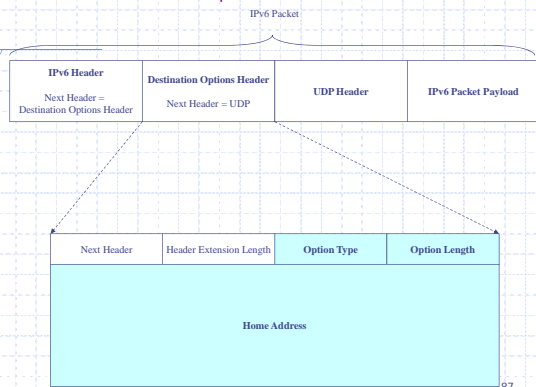 IPv6 Packet
IPv6 Header
Next Header =
Destination Options Header
Destination Options Header
Next Header = UDP
UDP Header
IPv6 Packet Payload
Next Header
Header Extension Length
Option Type
Option Length
Home Address
87